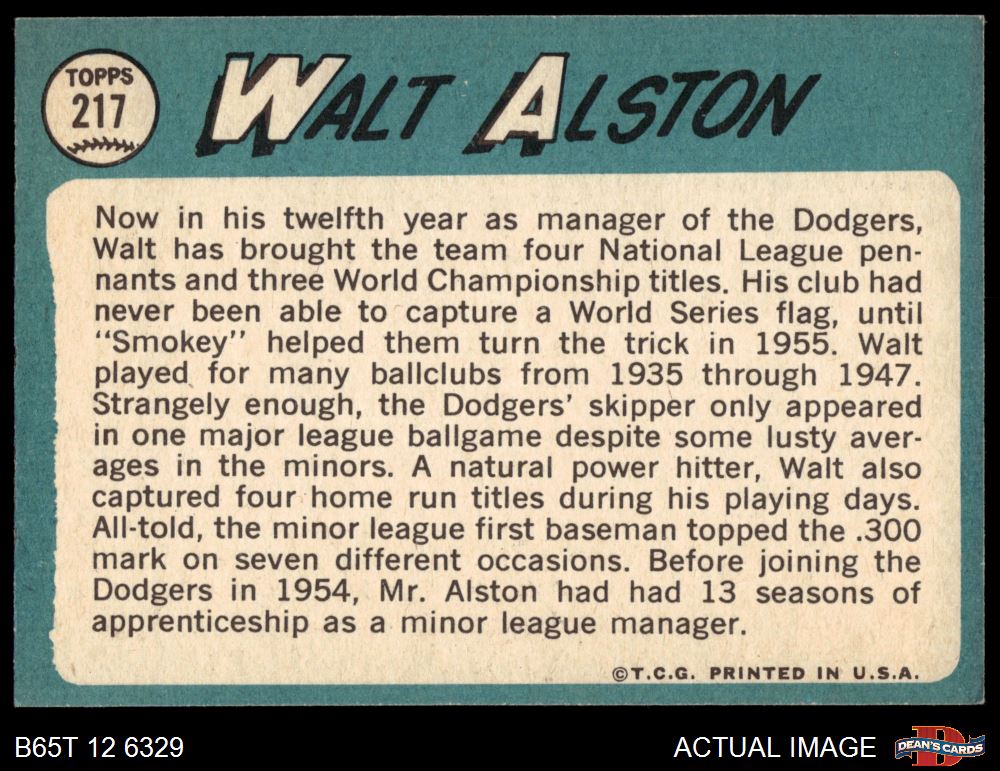 TOPPS
217
WALT ALSTON
Now in his twelfth year as manager of the Dodgers,
Walt has brought the team four National League pen-
nants and three World Championship titles. His club had
never been able to capture a World Series flag, until
"Smokey" helped them turn the trick in 1955. Walt
played for many ballclubs from 1935 through 1947.
Strangely enough, the Dodgers' skipper only appeared
in one major league ballgame despite some lusty aver-
ages in the minors. A natural power hitter, Walt also
captured four home run titles during his playing days.
All-told, the minor league first baseman topped the .300
mark on seven different occasions. Before joining the
Dodgers in 1954, Mr. Alston had had 13 seasons of
apprenticeship as a minor league manager.
©T.C.G. PRINTED IN U.S.A.
B65T 12 6329
ACTUAL IMAGE
D
DEAN'S CARDS